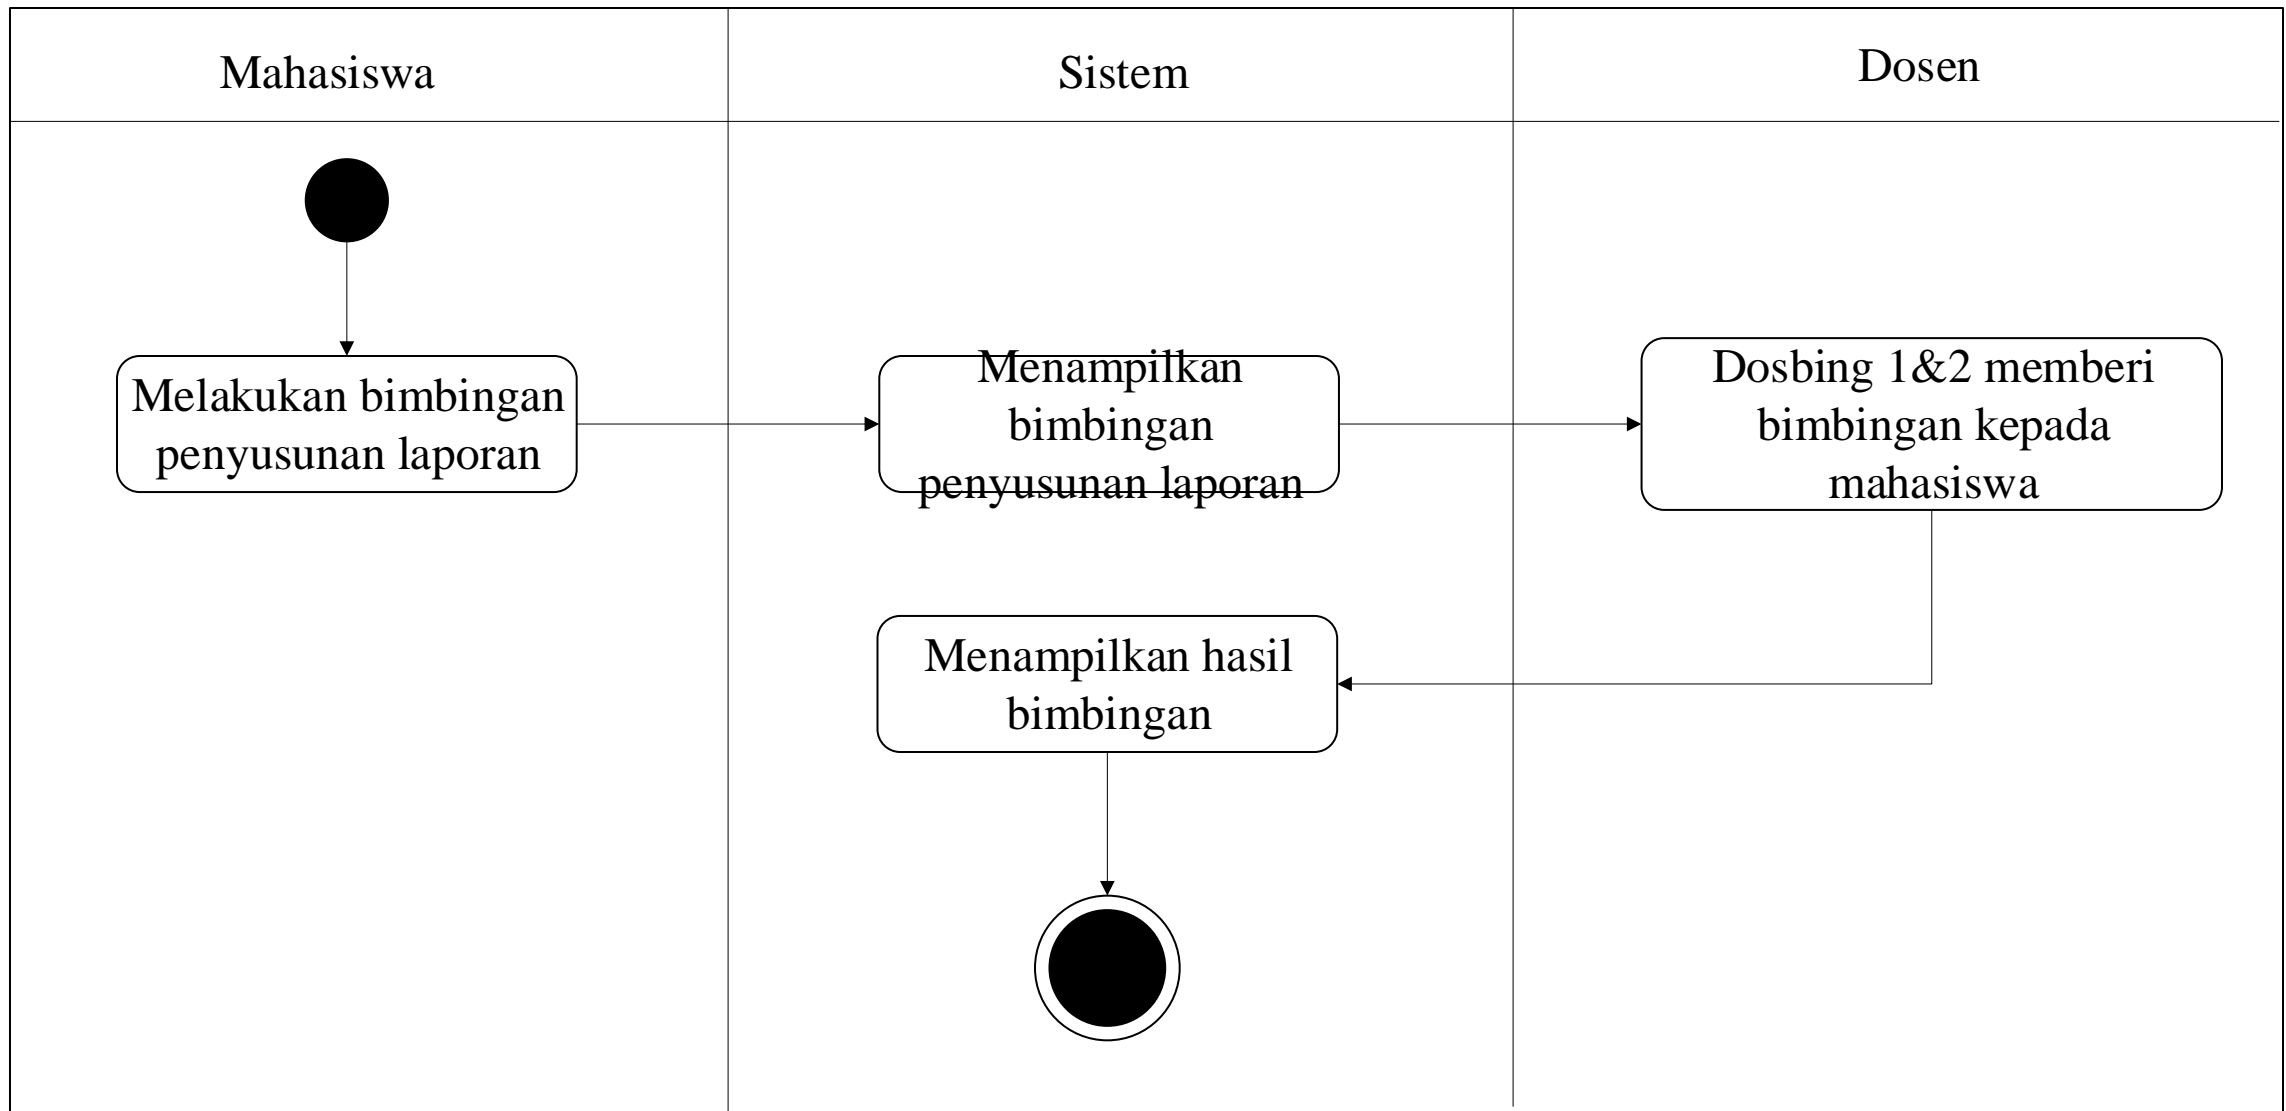 Mahasiswa
Sistem
Dosen
Melakukan bimbingan
penyusunan laporan
Menampilkan
bimbingan
penyusunan laporan
Dosbing 1&2 memberi
bimbingan kepada
mahasiswa
Menampilkan hasil
bimbingan